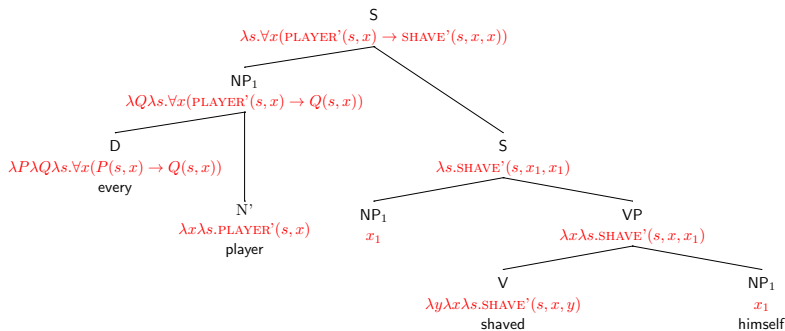 S
λs.∀x(PLAYER’(s, x) → SHAVE’(s, x, x))
NP₁
λQλs.∀x(PLAYER’(s, x) → Q(s, x))
D
λPλQλs.∀x(P(s, x) → Q(s, x))
every
S
λs.SHAVE’(s, x₁, x₁)
N’
λxλs.PLAYER’(s, x)
player
NP₁
x₁
VP
λxλs.SHAVE’(s, x, x₁)
V
λyλxλs.SHAVE’(s, x, y)
shaved
NP₁
x₁
himself